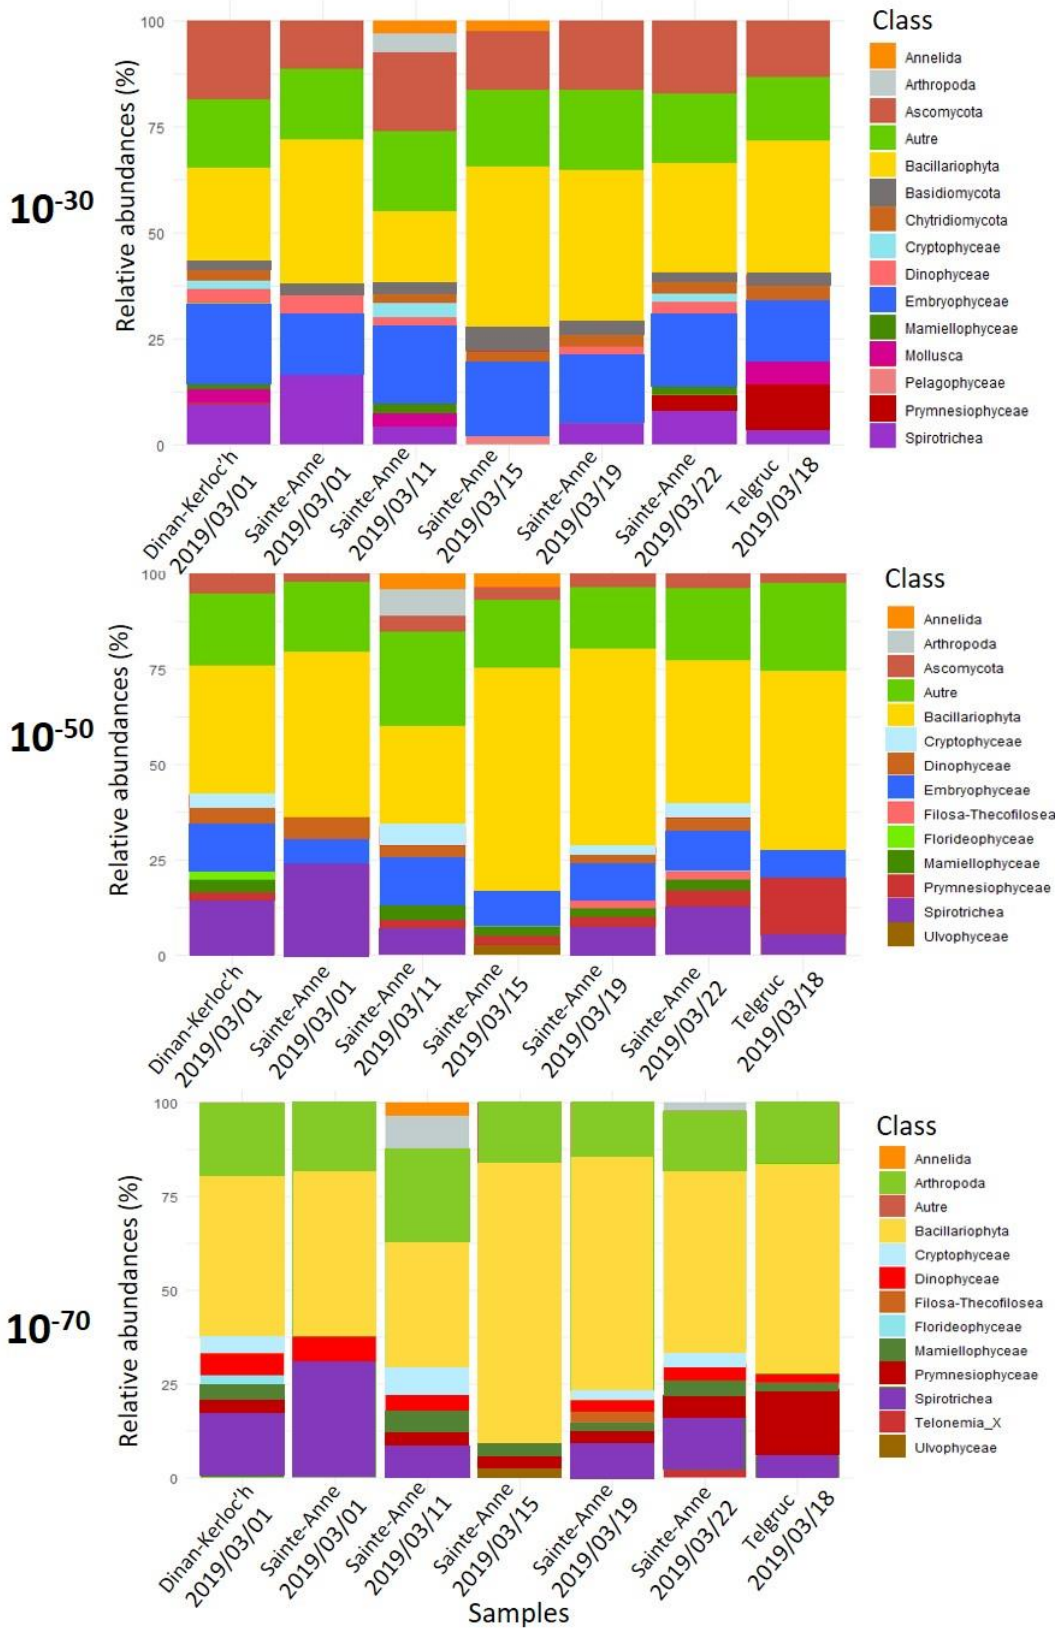 Class
100
75
50
25
0
Relative abundances (%)
10-30
Annelida
Arthropoda
Ascomycota
Autre
Bacillariophyta
Basidiomycota
Chytridiomycota
Cryptophyceae
Dinophyceae
Embryophyceae
Mamiellophyceae
Mollusca
Pelagophyceae
Prymnesiophyceae
Spirotrichea
Dinan-Kerloc'h
2019/03/01
Sainte-Anne
2019/03/01
Sainte-Anne
2019/03/11
Sainte-Anne
2019/03/15
Sainte-Anne
2019/03/19
Sainte-Anne
2019/03/22
Telgruc
2019/03/18
Class
100
75
50
25
0
Relative abundances (%)
10-50
Annelida
Arthropoda
Ascomycota
Autre
Bacillariophyta
Cryptophyceae
Dinophyceae
Embryophyceae
Filosa-Thecofilosea
Florideophyceae
Mamiellophyceae
Prymnesiophyceae
Spirotrichea
Ulvophyceae
Dinan-Kerloc'h
2019/03/01
Sainte-Anne
2019/03/01
Sainte-Anne
2019/03/11
Sainte-Anne
2019/03/15
Sainte-Anne
2019/03/19
Sainte-Anne
2019/03/22
Telgruc
2019/03/18
Class
100
75
50
25
0
Relative abundances (%)
10-70
Annelida
Arthropoda
Autre
Bacillariophyta
Cryptophyceae
Dinophyceae
Filosa-Thecofilosea
Florideophyceae
Mamiellophyceae
Prymnesiophyceae
Spirotrichea
Telonemia_X
Ulvophyceae
Dinan-Kerloc'h
2019/03/01
Sainte-Anne
2019/03/01
Sainte-Anne
2019/03/11
Sainte-Anne
2019/03/15
Sainte-Anne
2019/03/19
Sainte-Anne
2019/03/22
Telgruc
2019/03/18
Samples